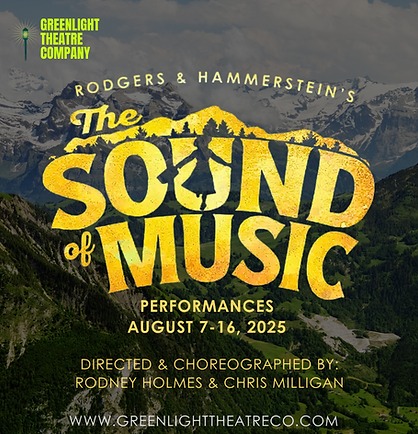 GREENLIGHT
THEATRE
COMPANY
RODGERS & HAMMERSTEIN'S
The
SOUND
of MUSIC
PERFORMANCES
AUGUST 7-16, 2025
DIRECTED & CHOREOGRAPHED BY:
RODNEY HOLMES & CHRIS MILLIGAN
WWW.GREENLIGHTTHEATRECO.COM